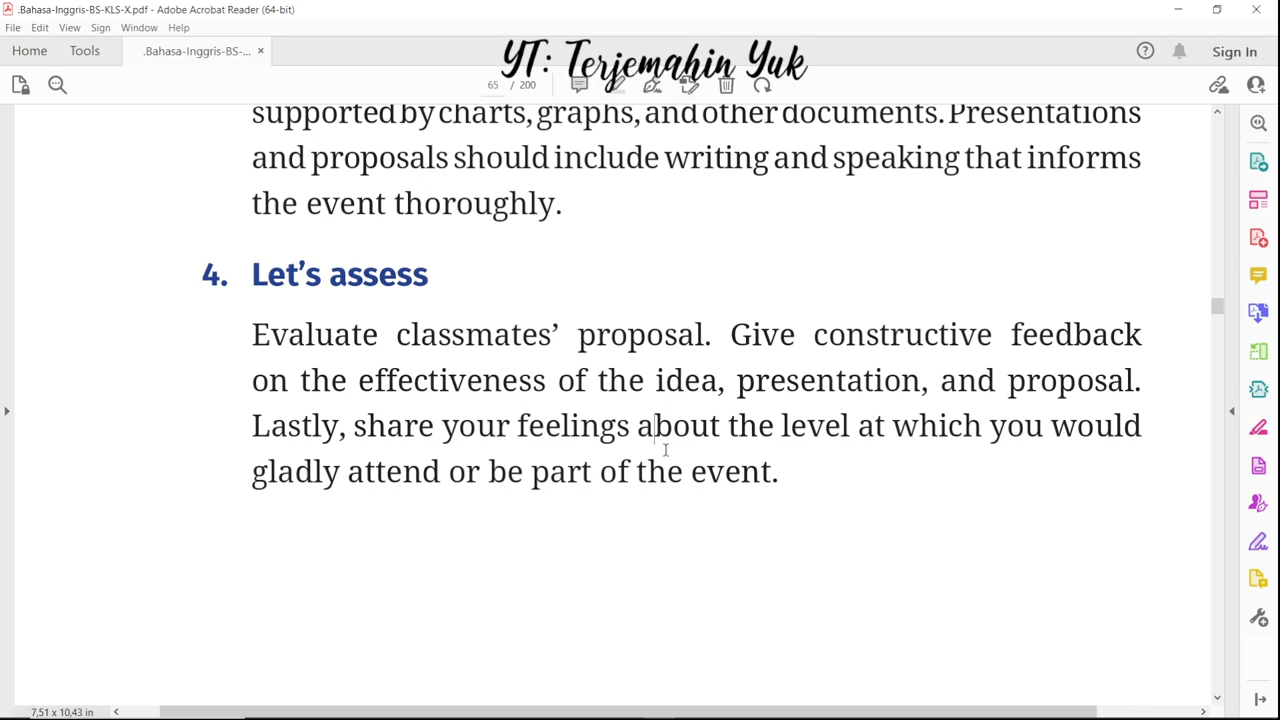 .Bahasa-Inggris-BS-KLS-X.pdf - Adobe Acrobat Reader (64-bit)
File Edit View Sign Window Help
Home Tools .Bahasa-Inggris-BS-... × Sign In
YT: Terjemahin Yuk
65 / 200
supported by charts, graphs, and other documents. Presentations
and proposals should include writing and speaking that informs
the event thoroughly.
4. Let's assess
Evaluate classmates' proposal. Give constructive feedback
on the effectiveness of the idea, presentation, and proposal.
Lastly, share your feelings about the level at which you would
gladly attend or be part of the event.
7,51 x 10,43 in